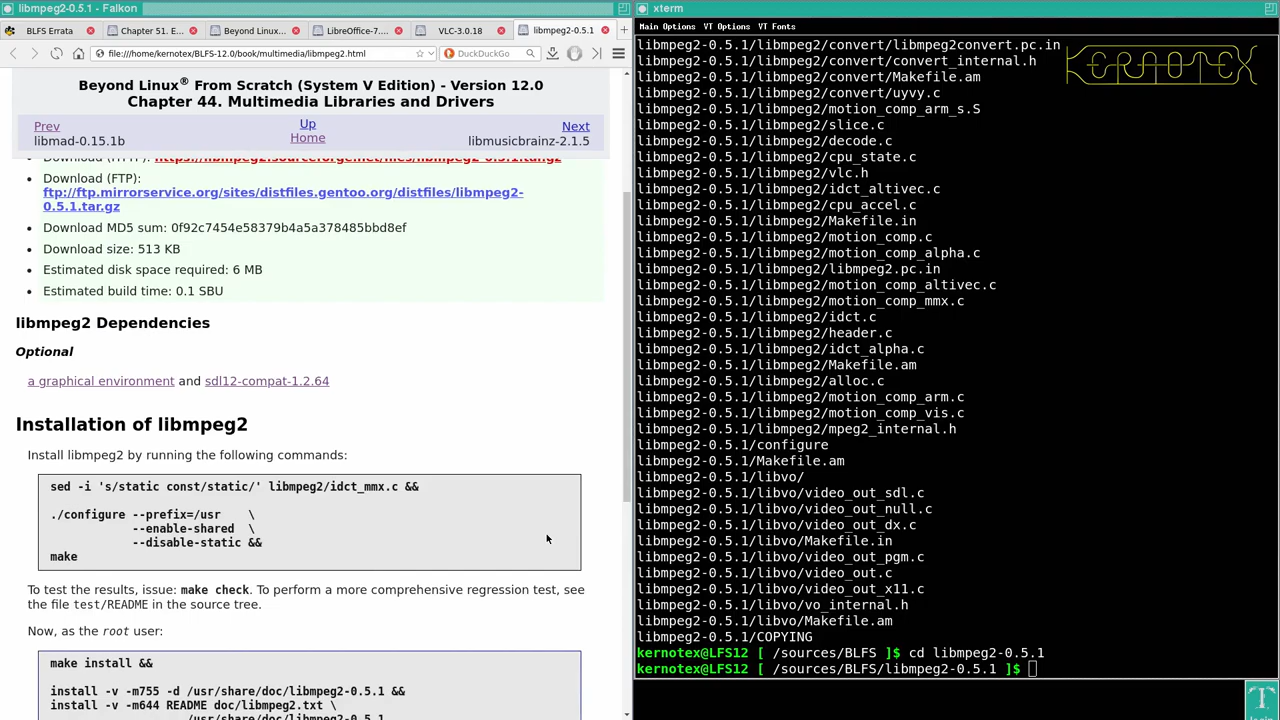 libmpeg2-0.5.1 - Falkon
BLFS Errata
Chapter 51. E...
Beyond Linux...
LibreOffice-7....
VLC-3.0.18
libmpeg2-0.5.1
file:///home/kernotex/BLFS-12.0/book/multimedia/libmpeg2.html
DuckDuckGo
Beyond Linux® From Scratch (System V Edition) - Version 12.0
Chapter 44. Multimedia Libraries and Drivers
Prev
Up
Next
libmad-0.15.1b
Home
libmusicbrainz-2.1.5
Download (HTTP): https://libmpeg2.sourceforge.net/files/libmpeg2-0.5.1.tar.gz
Download (FTP):
ftp://ftp.mirrorservice.org/sites/distfiles.gentoo.org/distfiles/libmpeg2-
0.5.1.tar.gz
Download MD5 sum: 0f92c7454e58379b4a5a378485bbd8ef
Download size: 513 KB
Estimated disk space required: 6 MB
Estimated build time: 0.1 SBU
libmpeg2 Dependencies
Optional
a graphical environment and sdl12-compat-1.2.64
Installation of libmpeg2
Install libmpeg2 by running the following commands:
sed -i 's/static const/static/' libmpeg2/idct_mmx.c &&
./configure --prefix=/usr \
--enable-shared \
--disable-static &&
make
To test the results, issue: make check. To perform a more comprehensive regression test, see
the file test/README in the source tree.
Now, as the root user:
make install &&
install -v -m755 -d /usr/share/doc/libmpeg2-0.5.1 &&
install -v -m644 README doc/libmpeg2.txt \
/usr/share/doc/libmpeg2-0.5.1
xterm
Main Options VT Options VT Fonts
KERNOTEX
libmpeg2-0.5.1/libmpeg2/convert/libmpeg2convert.pc.in
libmpeg2-0.5.1/libmpeg2/convert/convert_internal.h
libmpeg2-0.5.1/libmpeg2/convert/Makefile.am
libmpeg2-0.5.1/libmpeg2/convert/uyvy.c
libmpeg2-0.5.1/libmpeg2/motion_comp_arm_s.S
libmpeg2-0.5.1/libmpeg2/slice.c
libmpeg2-0.5.1/libmpeg2/decode.c
libmpeg2-0.5.1/libmpeg2/cpu_state.c
libmpeg2-0.5.1/libmpeg2/vlc.h
libmpeg2-0.5.1/libmpeg2/idct_altivec.c
libmpeg2-0.5.1/libmpeg2/cpu_accel.c
libmpeg2-0.5.1/libmpeg2/Makefile.in
libmpeg2-0.5.1/libmpeg2/motion_comp.c
libmpeg2-0.5.1/libmpeg2/motion_comp_alpha.c
libmpeg2-0.5.1/libmpeg2/libmpeg2.pc.in
libmpeg2-0.5.1/libmpeg2/motion_comp_altivec.c
libmpeg2-0.5.1/libmpeg2/motion_comp_mmx.c
libmpeg2-0.5.1/libmpeg2/idct.c
libmpeg2-0.5.1/libmpeg2/header.c
libmpeg2-0.5.1/libmpeg2/idct_alpha.c
libmpeg2-0.5.1/libmpeg2/Makefile.am
libmpeg2-0.5.1/libmpeg2/alloc.c
libmpeg2-0.5.1/libmpeg2/motion_comp_arm.c
libmpeg2-0.5.1/libmpeg2/motion_comp_vis.c
libmpeg2-0.5.1/libmpeg2/mpeg2_internal.h
libmpeg2-0.5.1/configure
libmpeg2-0.5.1/Makefile.am
libmpeg2-0.5.1/libvo/
libmpeg2-0.5.1/libvo/video_out_sdl.c
libmpeg2-0.5.1/libvo/video_out_null.c
libmpeg2-0.5.1/libvo/video_out_dx.c
libmpeg2-0.5.1/libvo/Makefile.in
libmpeg2-0.5.1/libvo/video_out_pgm.c
libmpeg2-0.5.1/libvo/video_out.c
libmpeg2-0.5.1/libvo/video_out_x11.c
libmpeg2-0.5.1/libvo/vo_internal.h
libmpeg2-0.5.1/libvo/Makefile.am
libmpeg2-0.5.1/COPYING
kernotex@LFS12 [ /sources/BLFS ]$ cd libmpeg2-0.5.1
kernotex@LFS12 [ /sources/BLFS/libmpeg2-0.5.1 ]$